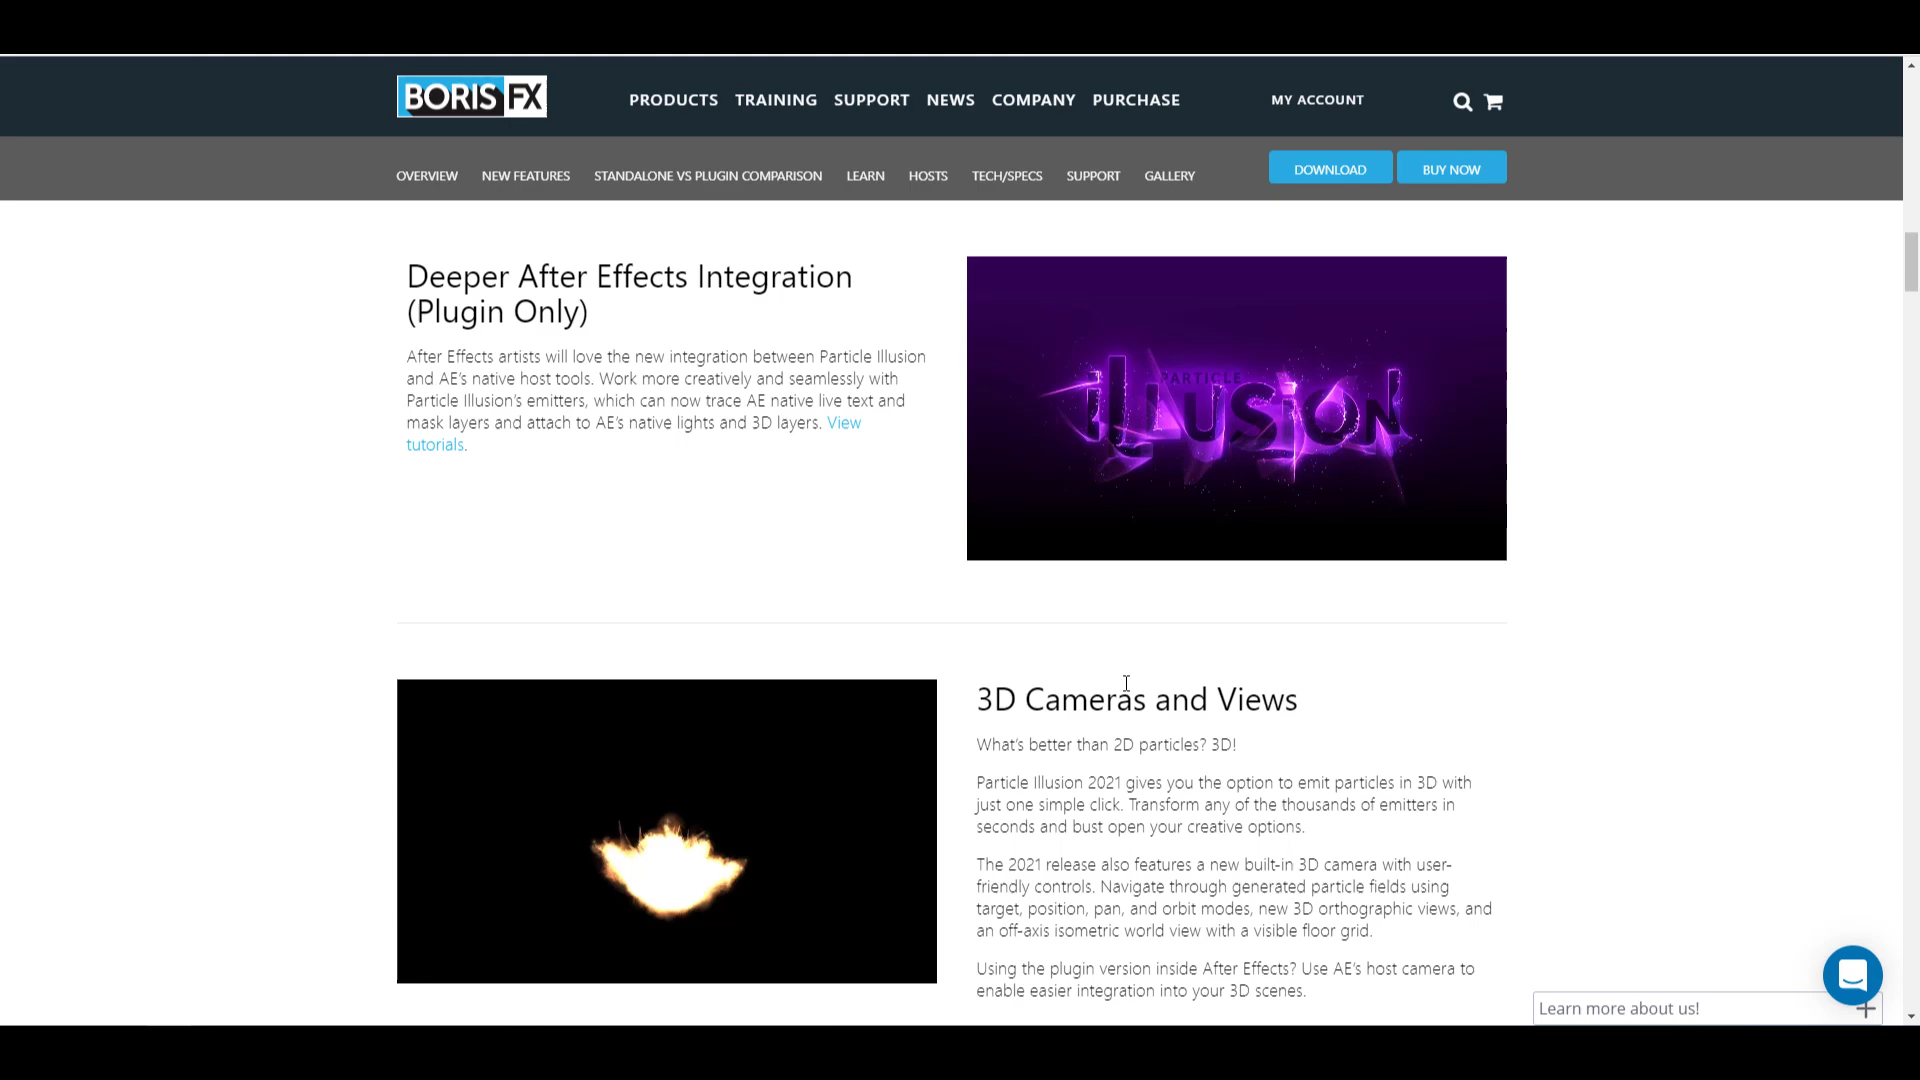 BORIS FX
PRODUCTS TRAINING SUPPORT NEWS COMPANY PURCHASE
MY ACCOUNT
OVERVIEW NEW FEATURES STANDALONE VS PLUGIN COMPARISON LEARN HOSTS TECH/SPECS SUPPORT GALLERY
DOWNLOAD BUY NOW
Deeper After Effects Integration
(Plugin Only)
After Effects artists will love the new integration between Particle Illusion
and AE's native host tools. Work more creatively and seamlessly with
Particle Illusion's emitters, which can now trace AE native live text and
mask layers and attach to AE's native lights and 3D layers. View
tutorials.
PARTICLE
iLLUSiON
3D Cameras and Views
What's better than 2D particles? 3D!
Particle Illusion 2021 gives you the option to emit particles in 3D with
just one simple click. Transform any of the thousands of emitters in
seconds and bust open your creative options.
The 2021 release also features a new built-in 3D camera with user-
friendly controls. Navigate through generated particle fields using
target, position, pan, and orbit modes, new 3D orthographic views, and
an off-axis isometric world view with a visible floor grid.
Using the plugin version inside After Effects? Use AE's host camera to
enable easier integration into your 3D scenes.
Learn more about us!